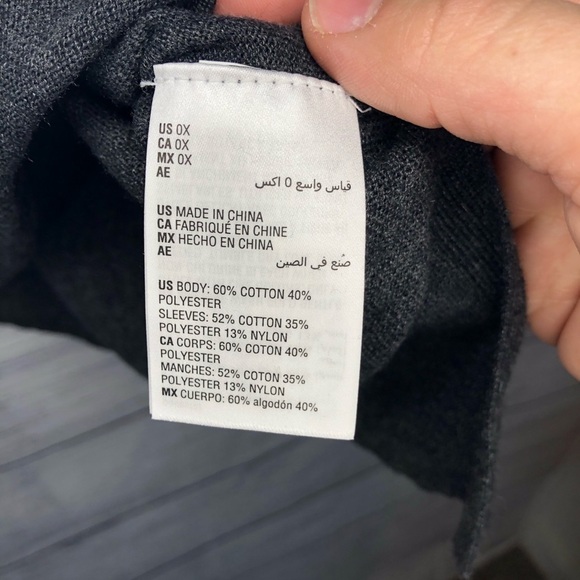 US 0X
CA 0X
MX 0X
AE
قياس واسع 0 اكس
US MADE IN CHINA
CA FABRIQUÉ EN CHINE
MX HECHO EN CHINA
AE
صُنع في الصين
US BODY: 60% COTTON 40%
POLYESTER
SLEEVES: 52% COTTON 35%
POLYESTER 13% NYLON
CA CORPS: 60% COTON 40%
POLYESTER
MANCHES: 52% COTON 35%
POLYESTER 13% NYLON
MX CUERPO: 60% algodón 40%